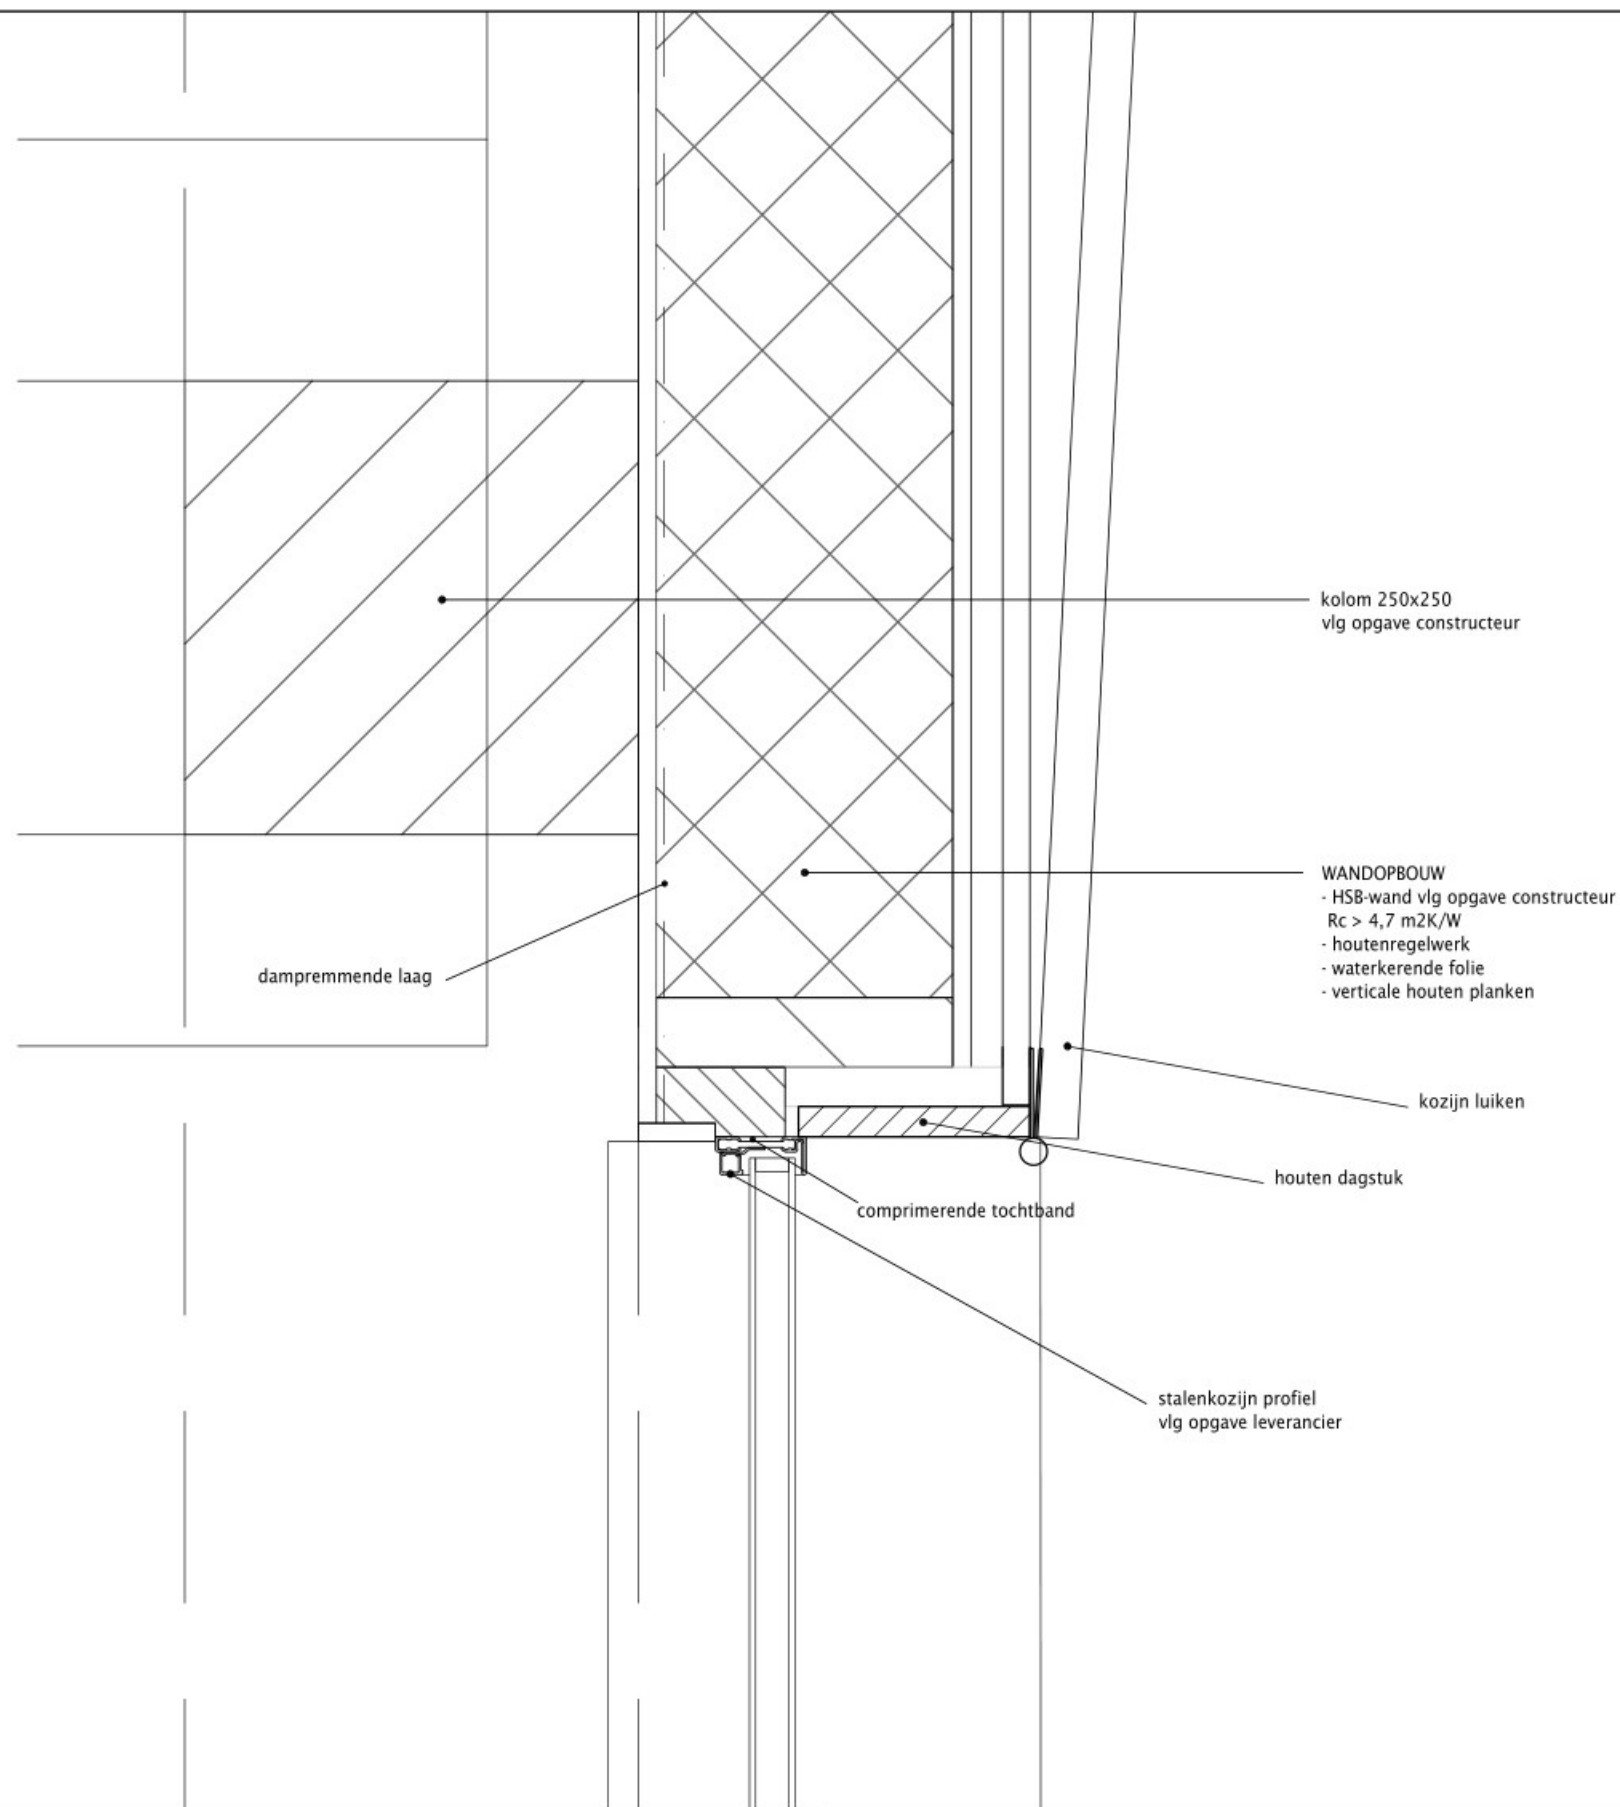 kolom 250x250
vlg opgave constructeur
WANDOPBOUW
- HSB-wand vlg opgave constructeur
Rc > 4,7 m2K/W
- houtenregelwerk
- waterkerende folie
- verticale houten planken
dampremmende laag
kozijn luiken
houten dagstuk
comprimerende tochtband
stalenkozijn profiel
vlg opgave leverancier